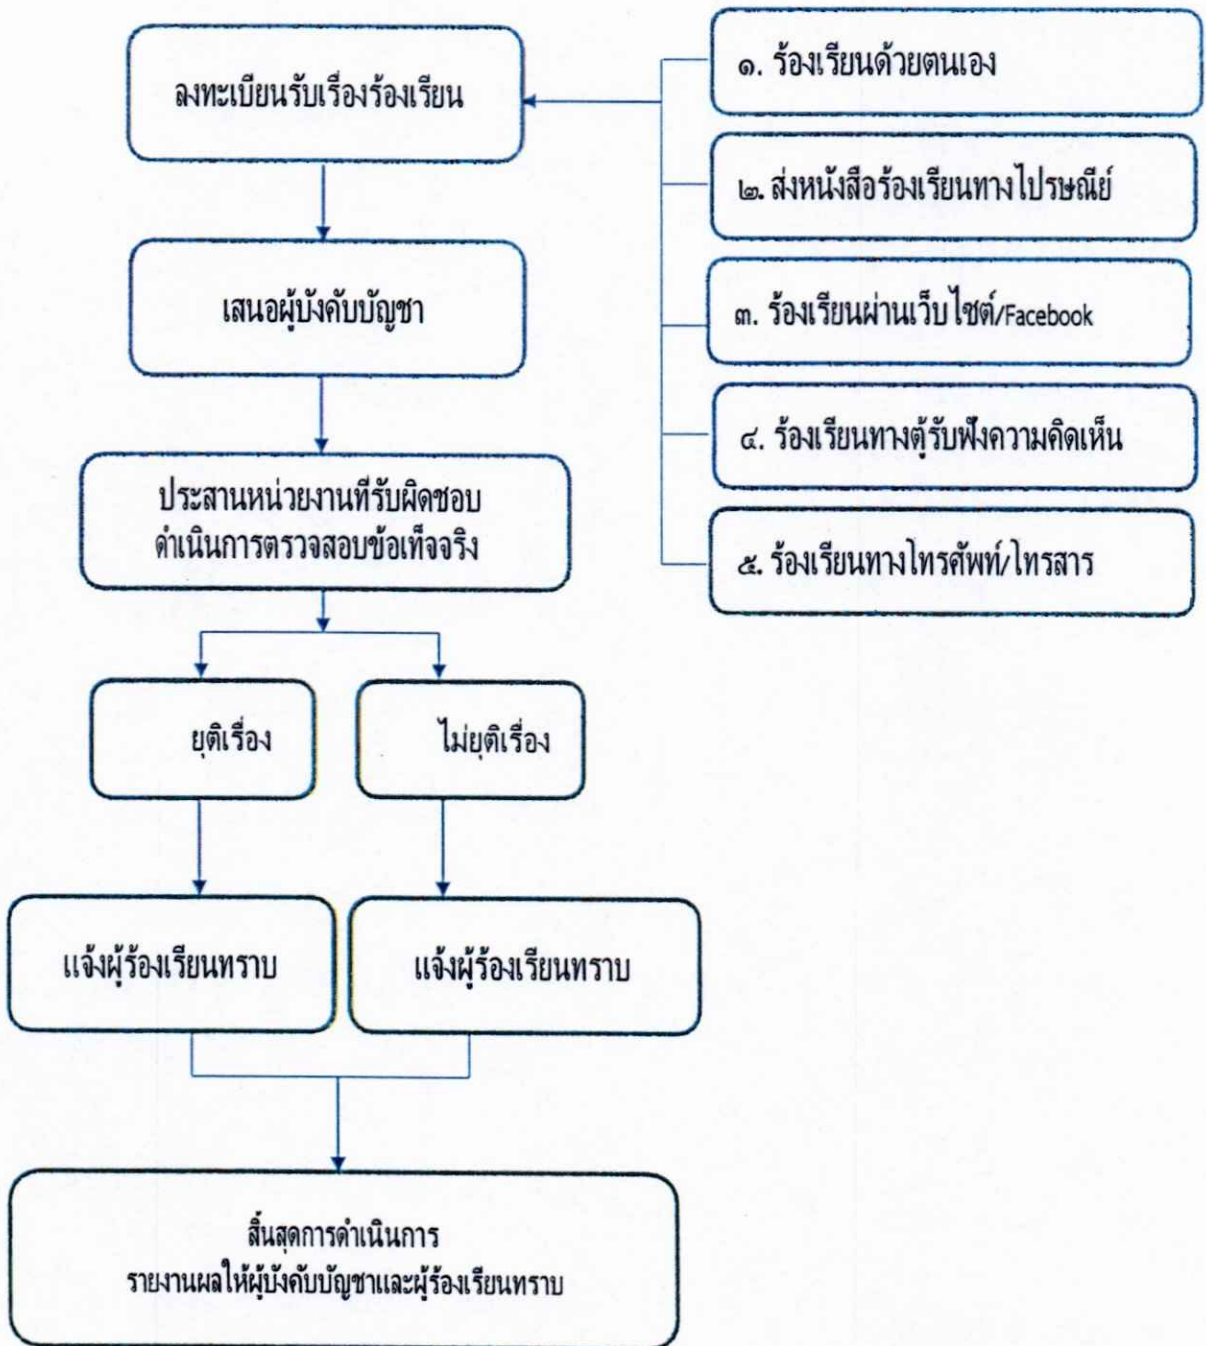 ลงทะเบียนรับเรื่องร้องเรียน
๑. ร้องเรียนด้วยตนเอง
๒. ส่งหนังสือร้องเรียนทางไปรษณีย์
๓. ร้องเรียนผ่านเว็บไซต์/Facebook
๔. ร้องเรียนทางตู้รับฟังความคิดเห็น
๕. ร้องเรียนทางโทรศัพท์/โทรสาร
เสนอผู้บังคับบัญชา
ประสานหน่วยงานที่รับผิดชอบ
ดำเนินการตรวจสอบข้อเท็จจริง
ยุติเรื่อง
ไม่ยุติเรื่อง
แจ้งผู้ร้องเรียนทราบ
แจ้งผู้ร้องเรียนทราบ
สิ้นสุดการดำเนินการ
รายงานผลให้ผู้บังคับบัญชาและผู้ร้องเรียนทราบ